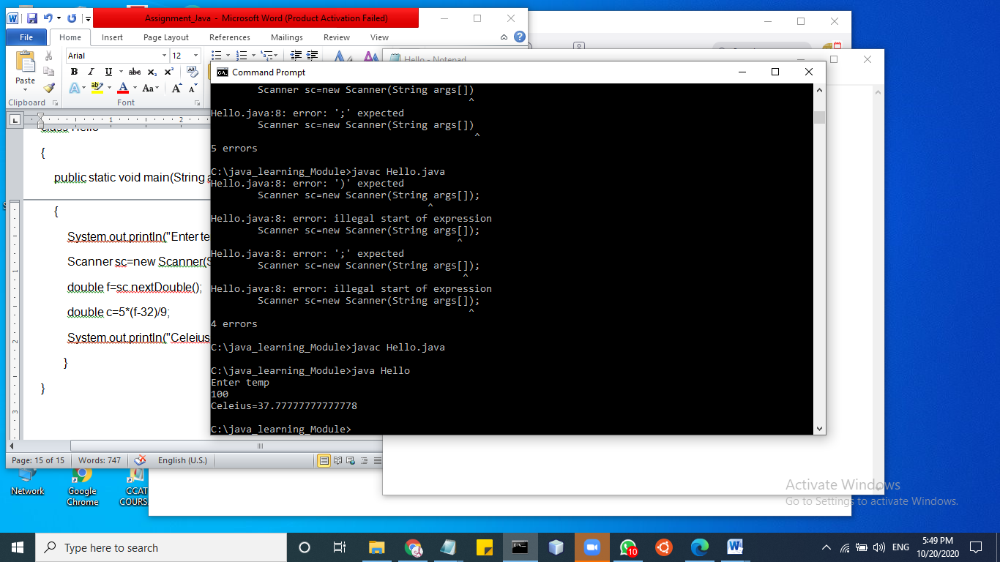 Assignment_Java - Microsoft Word (Product Activation Failed)
File Home Insert Page Layout References Mailings Review View
Arial 12
Paste
Clipboard Font
Hello - Notepad
class Hello
{
public static void main(String
{
System.out.println("Enter te
Scanner sc=new Scanner(S
double f=sc.nextDouble();
double c=5*(f-32)/9;
System.out.println("Celeius
}
}
Page: 15 of 15 Words: 747 English (U.S.)
Command Prompt
Scanner sc=new Scanner(String args[])
^
Hello.java:8: error: ';' expected
Scanner sc=new Scanner(String args[])
^
5 errors
C:\java_learning_Module>javac Hello.java
Hello.java:8: error: ')' expected
Scanner sc=new Scanner(String args[]);
^
Hello.java:8: error: illegal start of expression
Scanner sc=new Scanner(String args[]);
^
Hello.java:8: error: ';' expected
Scanner sc=new Scanner(String args[]);
^
Hello.java:8: error: illegal start of expression
Scanner sc=new Scanner(String args[]);
^
4 errors
C:\java_learning_Module>javac Hello.java
C:\java_learning_Module>java Hello
Enter temp
100
Celeius=37.77777777777778
C:\java_learning_Module>
Network
Google
Chrome
CCAT
COURS.
Activate Windows
Go to Settings to activate Windows.
Type here to search
10
ENG
5:49 PM
10/20/2020